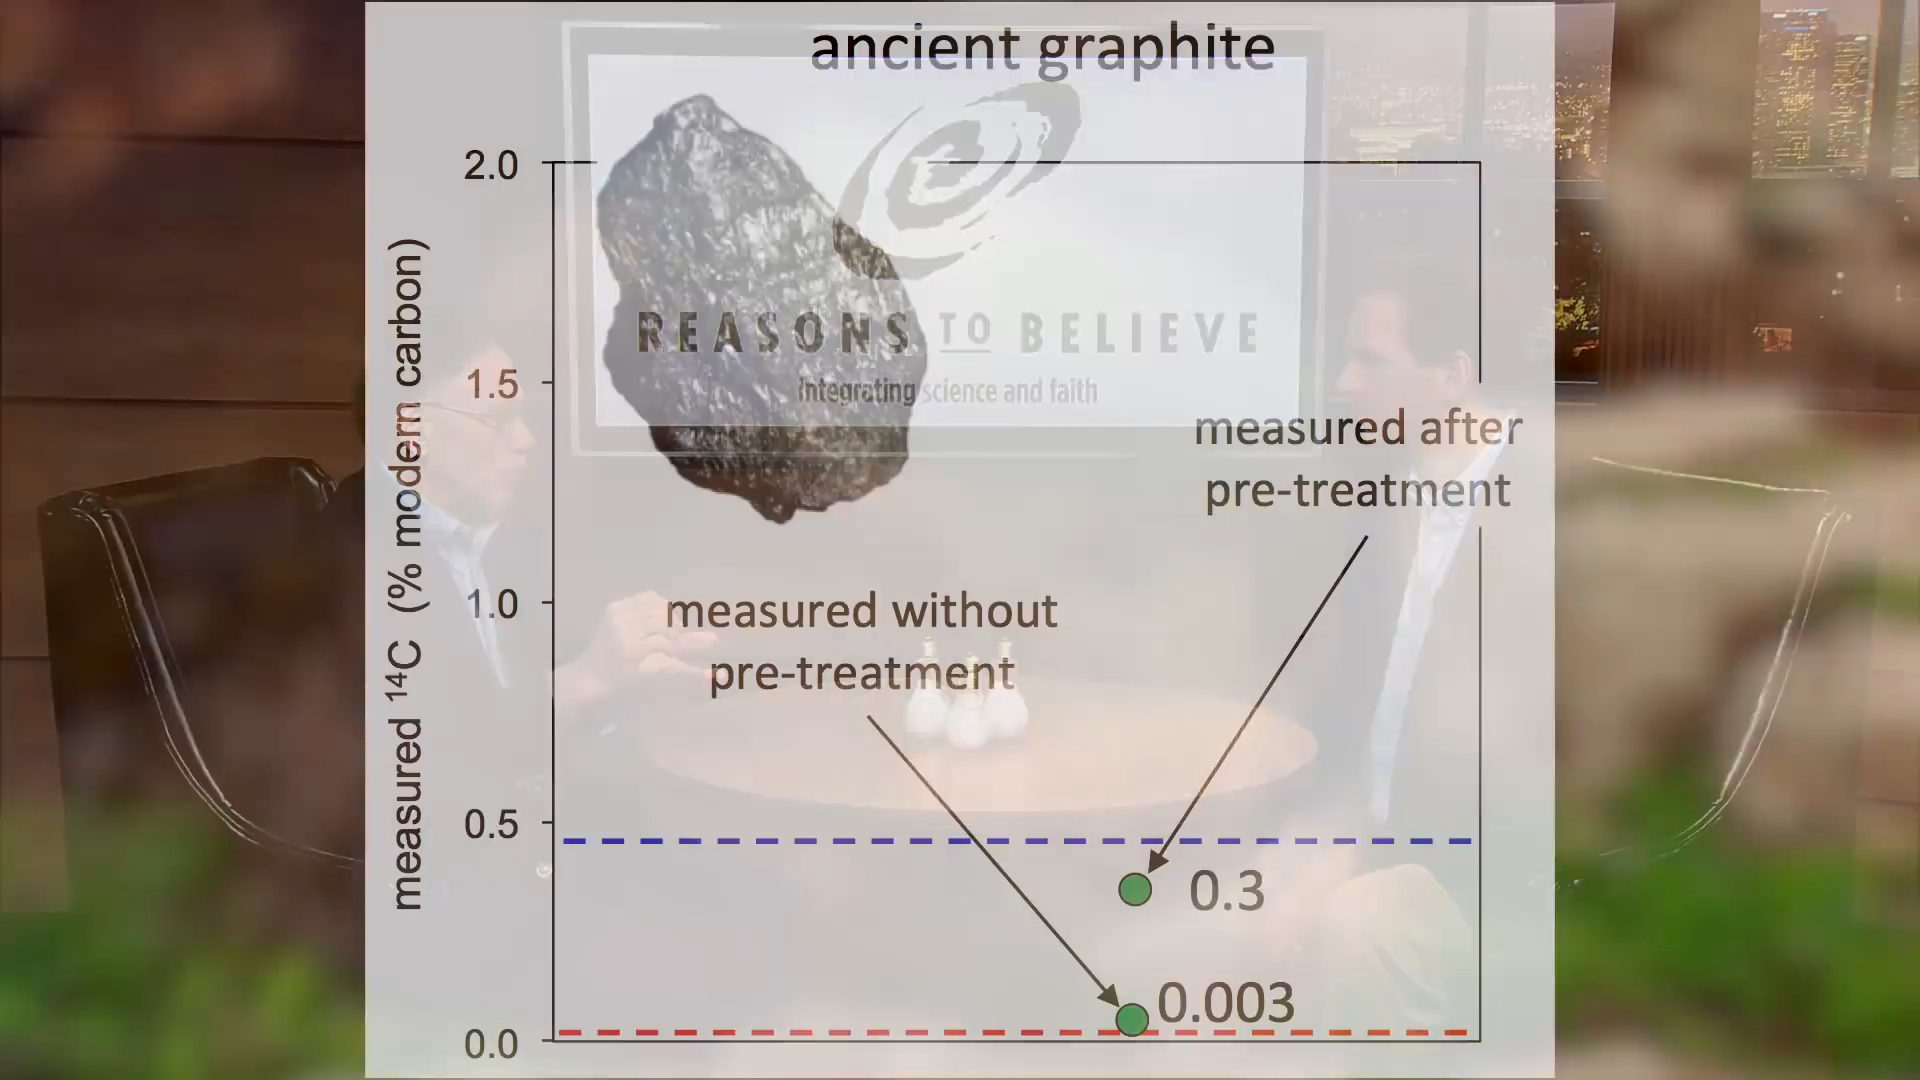 ancient graphite
2.0
1.5
1.0
0.5
0.0
measured ¹⁴C (% modern carbon)
REASONS TO BELIEVE
Integrating science and faith
measured after
pre-treatment
measured without
pre-treatment
0.3
0.003